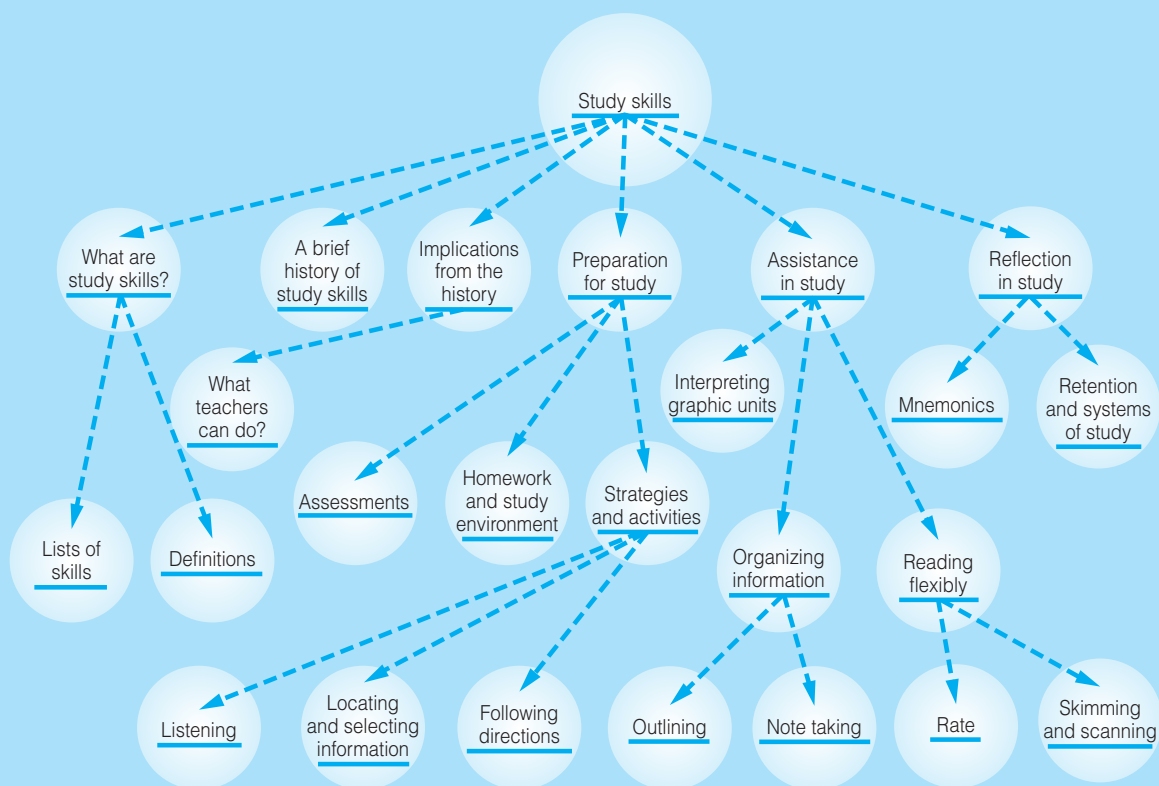 Study skills
What are
study skills?
A brief
history of
study skills
Implications
from the
history
Preparation
for study
Assistance
in study
Reflection
in study
What
teachers
can do?
Interpreting
graphic units
Mnemonics
Retention
and systems
of study
Assessments
Homework
and study
environment
Strategies
and activities
Lists of
skills
Definitions
Organizing
information
Reading
flexibly
Listening
Locating
and selecting
information
Following
directions
Outlining
Note taking
Rate
Skimming
and scanning